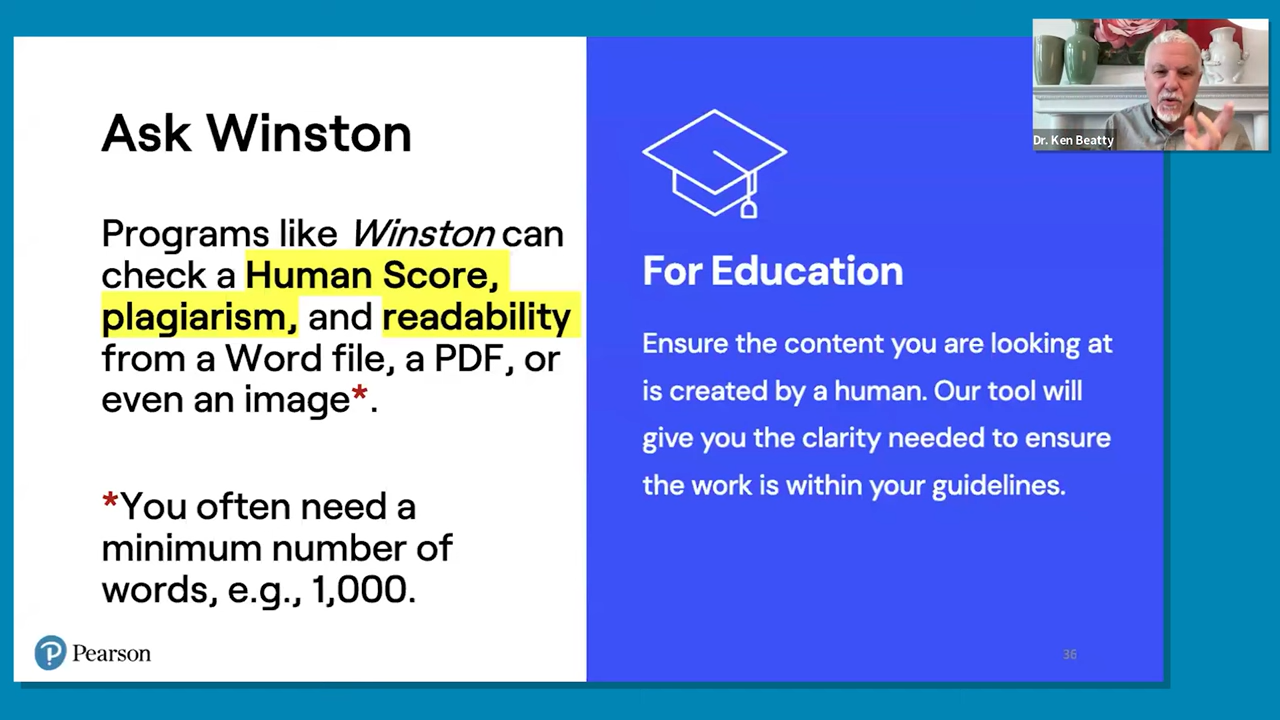 Ask Winston
Programs like Winston can
check a Human Score,
plagiarism, and readability
from a Word file, a PDF, or
even an image*.
*You often need a
minimum number of
words, e.g., 1,000.
Pearson
For Education
Ensure the content you are looking at
is created by a human. Our tool will
give you the clarity needed to ensure
the work is within your guidelines.
36
Dr. Ken Beatty